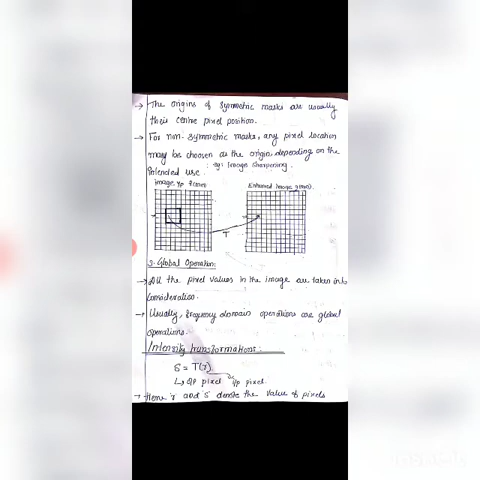 → The origins of symmetric masks are usually
their centre pixel position.
→ For non-symmetric masks, any pixel location
may be chosen as the origin, depending on the
intended use. Eg: Image Sharpening.
Image I/p f(x,y) Enhanced Image g(x,y)
T
3. Global Operation:
→ All the pixel values in the image are taken into
consideration.
→ Usually, frequency domain operations are global
operations.
Intensity transformations:
S = T(r)
↳ O/p pixel I/p pixel.
→ Here 'r' and 's' denote the value of pixels